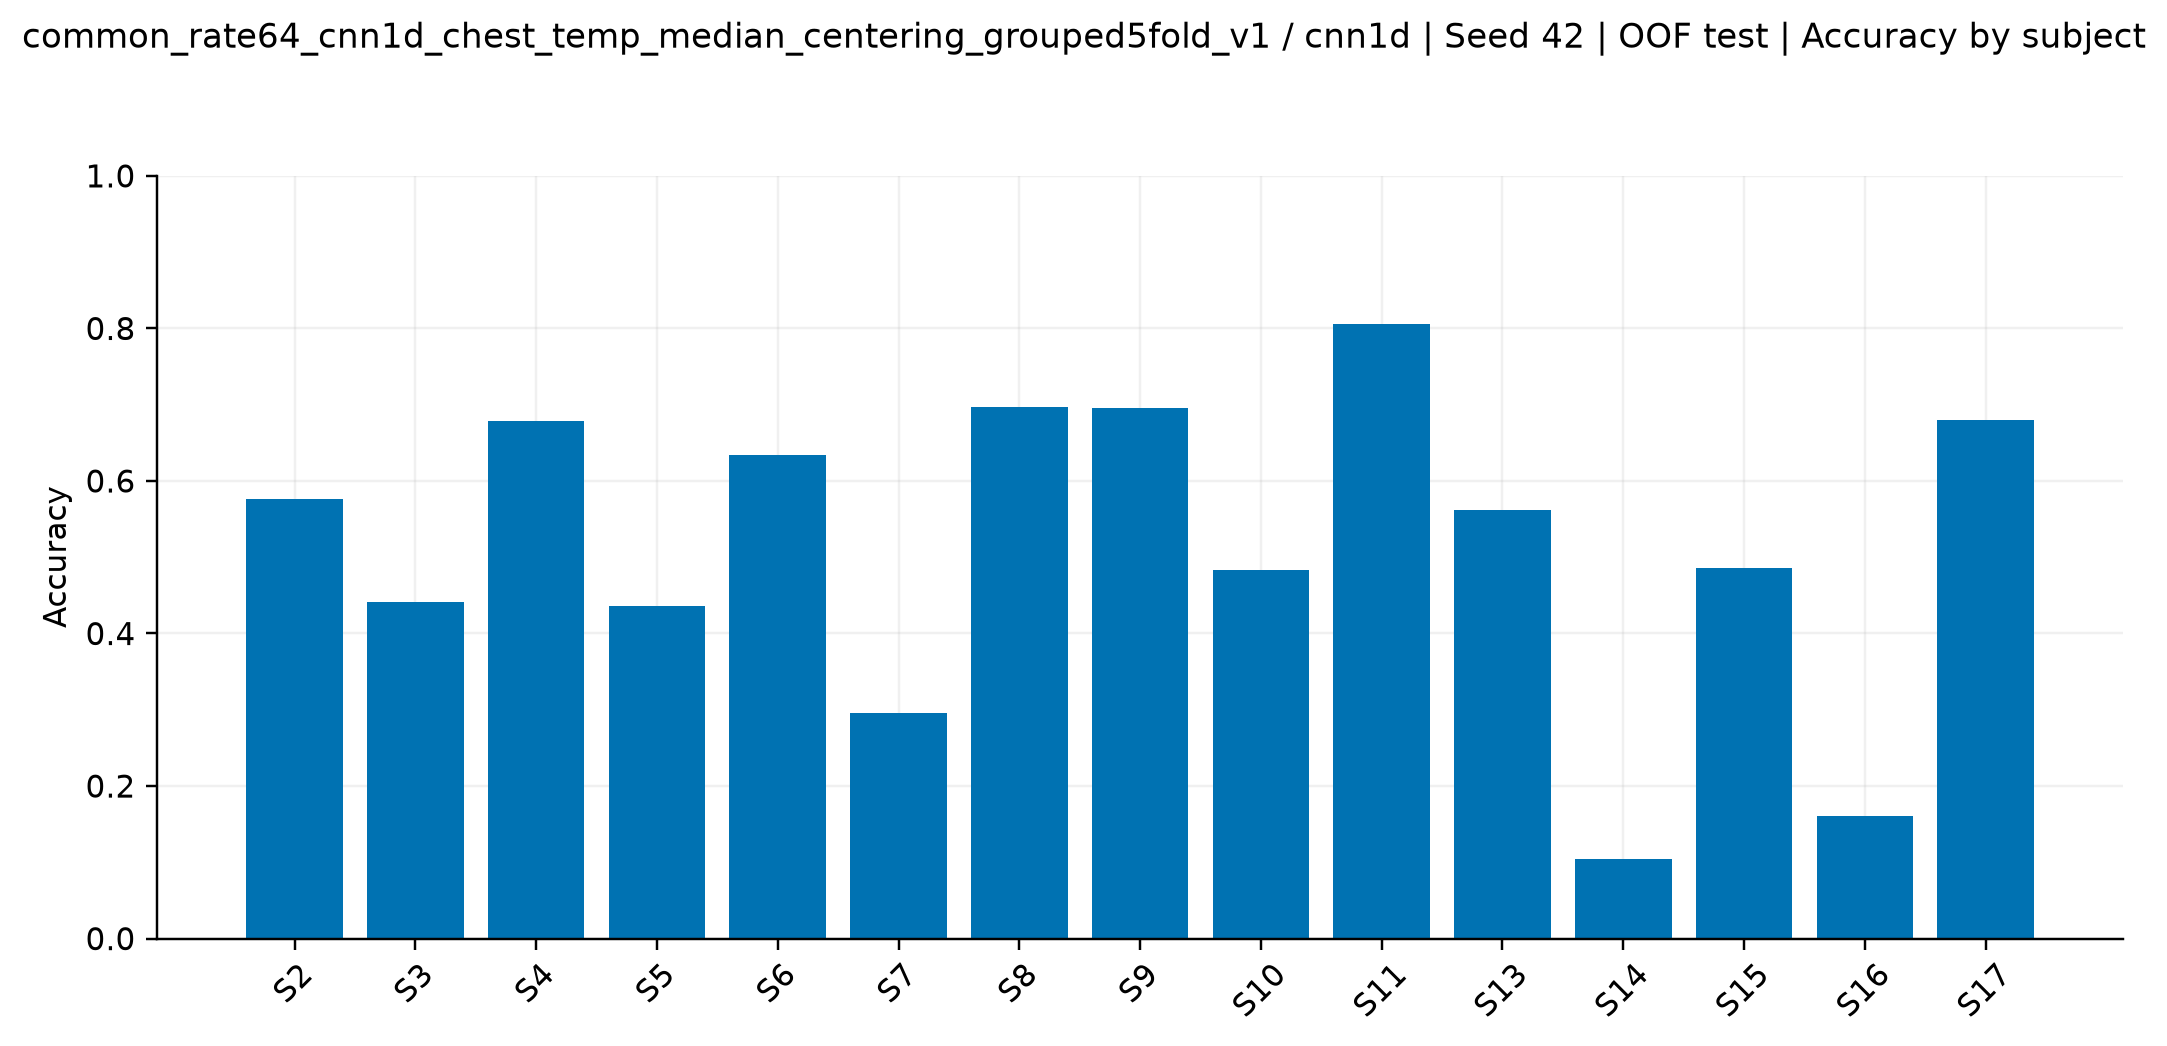 common_rate64_cnn1d_chest_temp_median_centering_grouped5fold_v1 / cnn1d | Seed 42 | OOF test | Accuracy by subject
1.0
0.8
0.6
0.4
0.2
0.0
Accuracy
S2 S3 S4 S5 S6 S7 S8 S9 S10 S11 S13 S14 S15 S16 S17